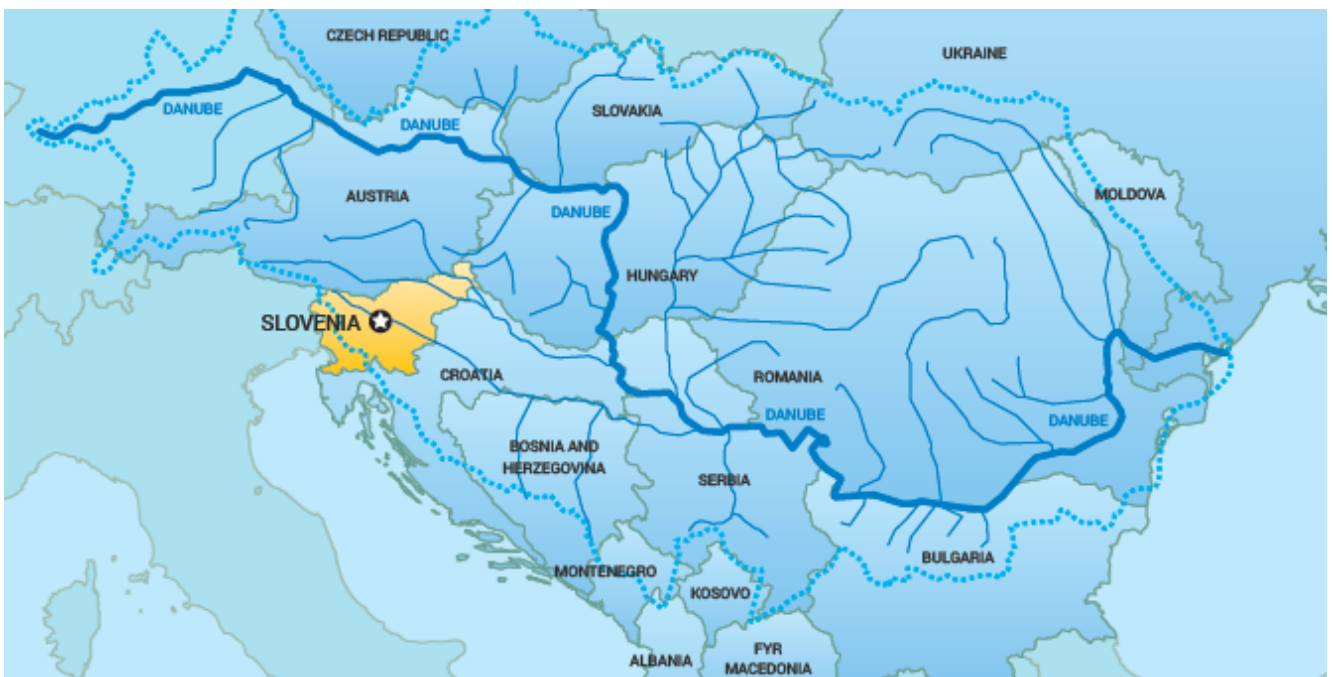 CZECH REPUBLIC
UKRAINE
DANUBE
SLOVAKIA
DANUBE
AUSTRIA
MOLDOVA
DANUBE
HUNGARY
SLOVENIA
CROATIA
ROMANIA
DANUBE
DANUBE
BOSNIA AND
HERZEGOVINA
SERBIA
BULGARIA
MONTENEGRO
KOSOVO
FYR
MACEDONIA
ALBANIA